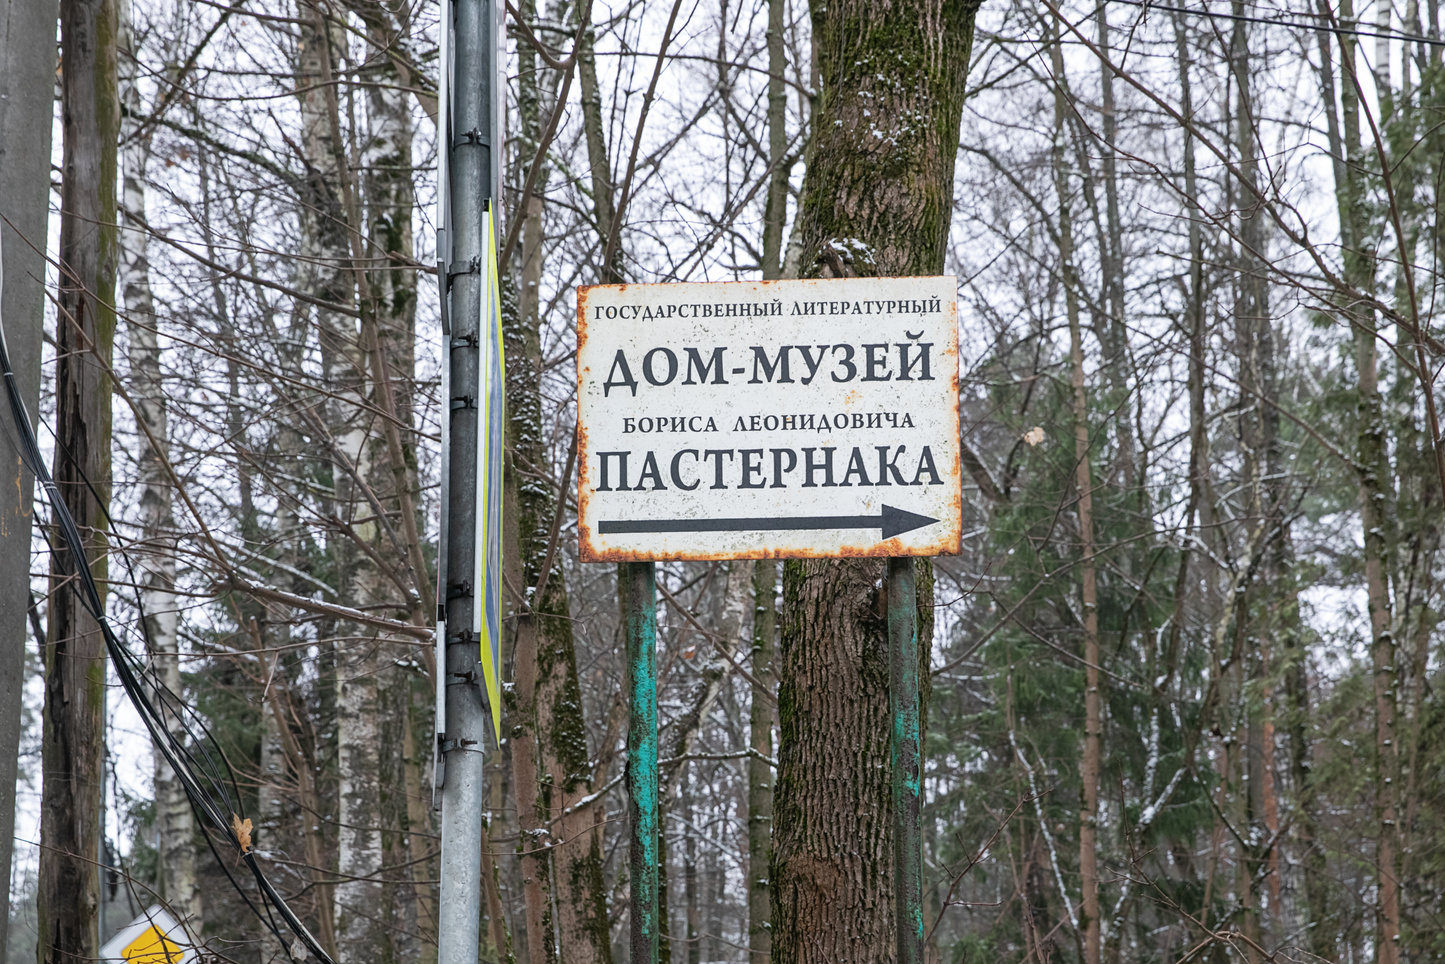 ГОСУДАРСТВЕННЫЙ ЛИТЕРАТУРНЫЙ
ДОМ-МУЗЕЙ
БОРИСА ЛЕОНИДОВИЧА
ПАСТЕРНАКА